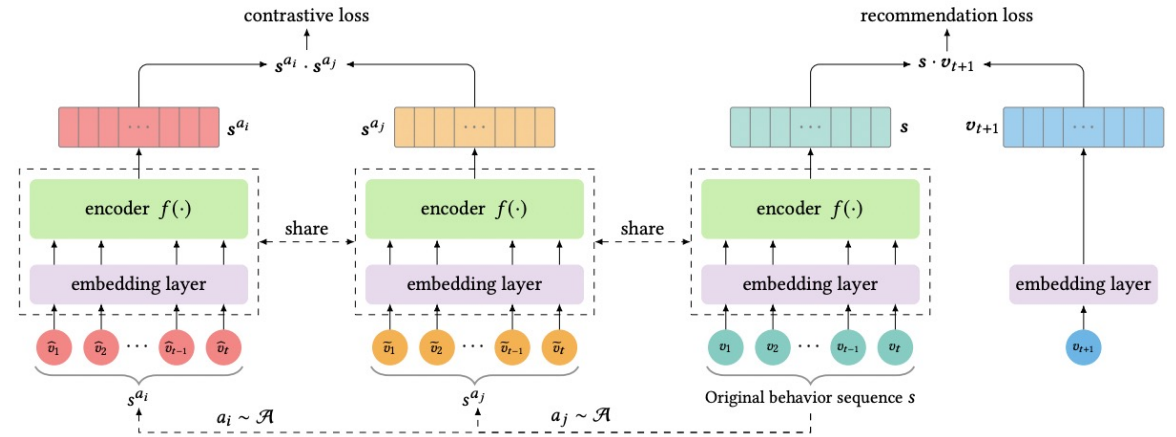 contrastive loss recommendation loss
𝒔^{a_i} · 𝒔^{a_j} 𝒔 · 𝒗_{t+1}
··· 𝒔^{a_i} 𝒔^{a_j} ··· ··· 𝒔 𝒗_{t+1} ···
encoder f(·) encoder f(·) encoder f(·)
share share
embedding layer embedding layer embedding layer embedding layer
v̂_1 v̂_2 ··· v̂_{t-1} v̂_t ṽ_1 ṽ_2 ··· ṽ_{t-1} ṽ_t v_1 v_2 ··· v_{t-1} v_t v_{t+1}
s^{a_i} s^{a_j} Original behavior sequence s
a_i ~ 𝒜 a_j ~ 𝒜